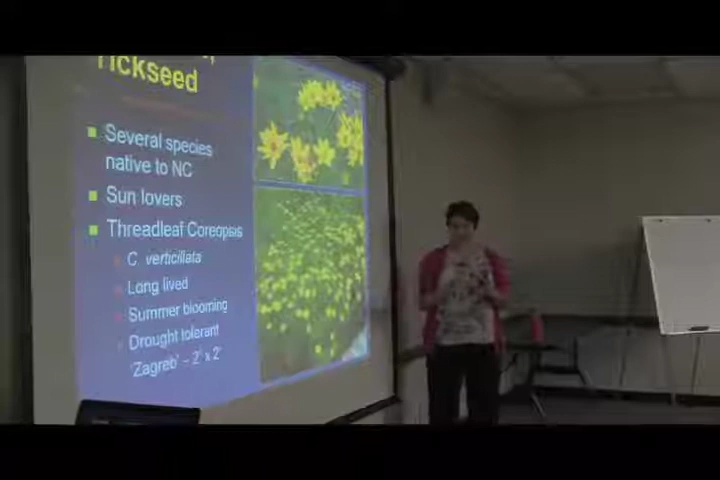 Tickseed
Several species
native to NC
Sun lovers
Threadleaf Coreopsis
C. verticillata
Long lived
Summer blooming
Drought tolerant
'Zagreb' – 2' x 2'